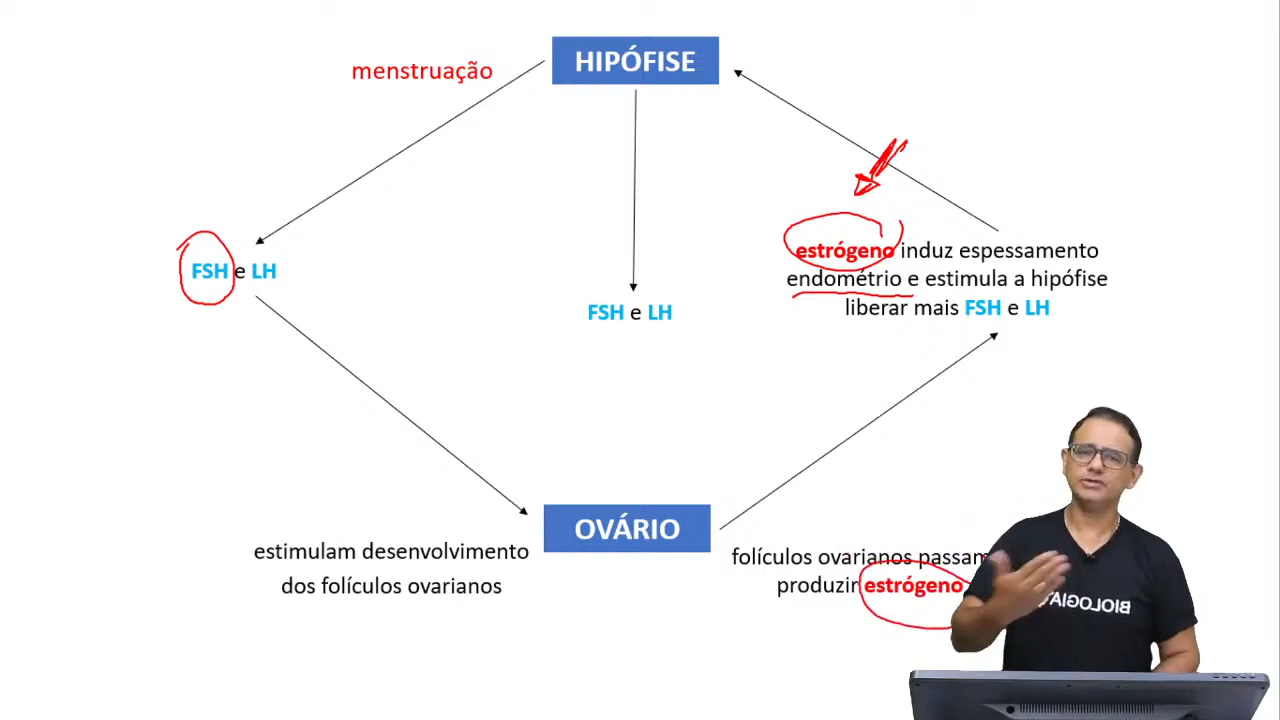 HIPÓFISE
menstruação
FSH e LH
FSH e LH
estrógeno induz espessamento
endométrio e estimula a hipófise
liberar mais FSH e LH
OVÁRIO
estimulam desenvolvimento
dos folículos ovarianos
folículos ovarianos passam
produzir estrógeno
BIOLOGIA